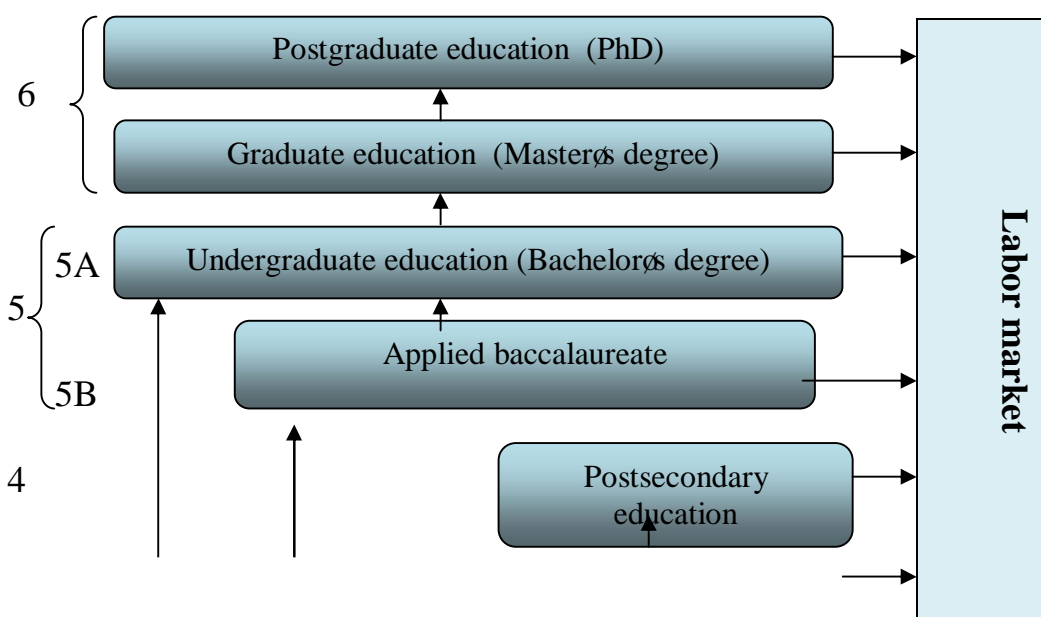 Postgraduate education (PhD)
6
Graduate education (Masterøs degree)
5A
Undergraduate education (Bachelorøs degree)
5
Applied baccalaureate
5B
4
Postsecondary
education
Labor market